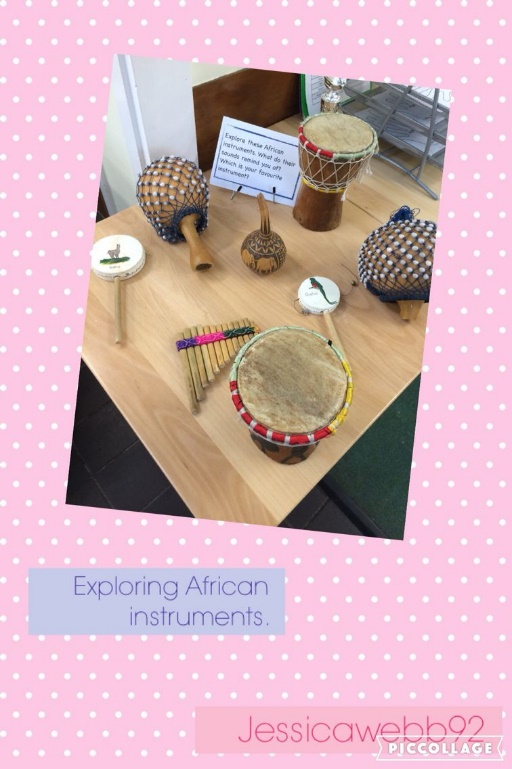 Explore these African
instruments. What do their
sounds remind you of?
Which is your favourite
instrument?
Exploring African
instruments.
Jessicawebb92
PICCOLLAGE